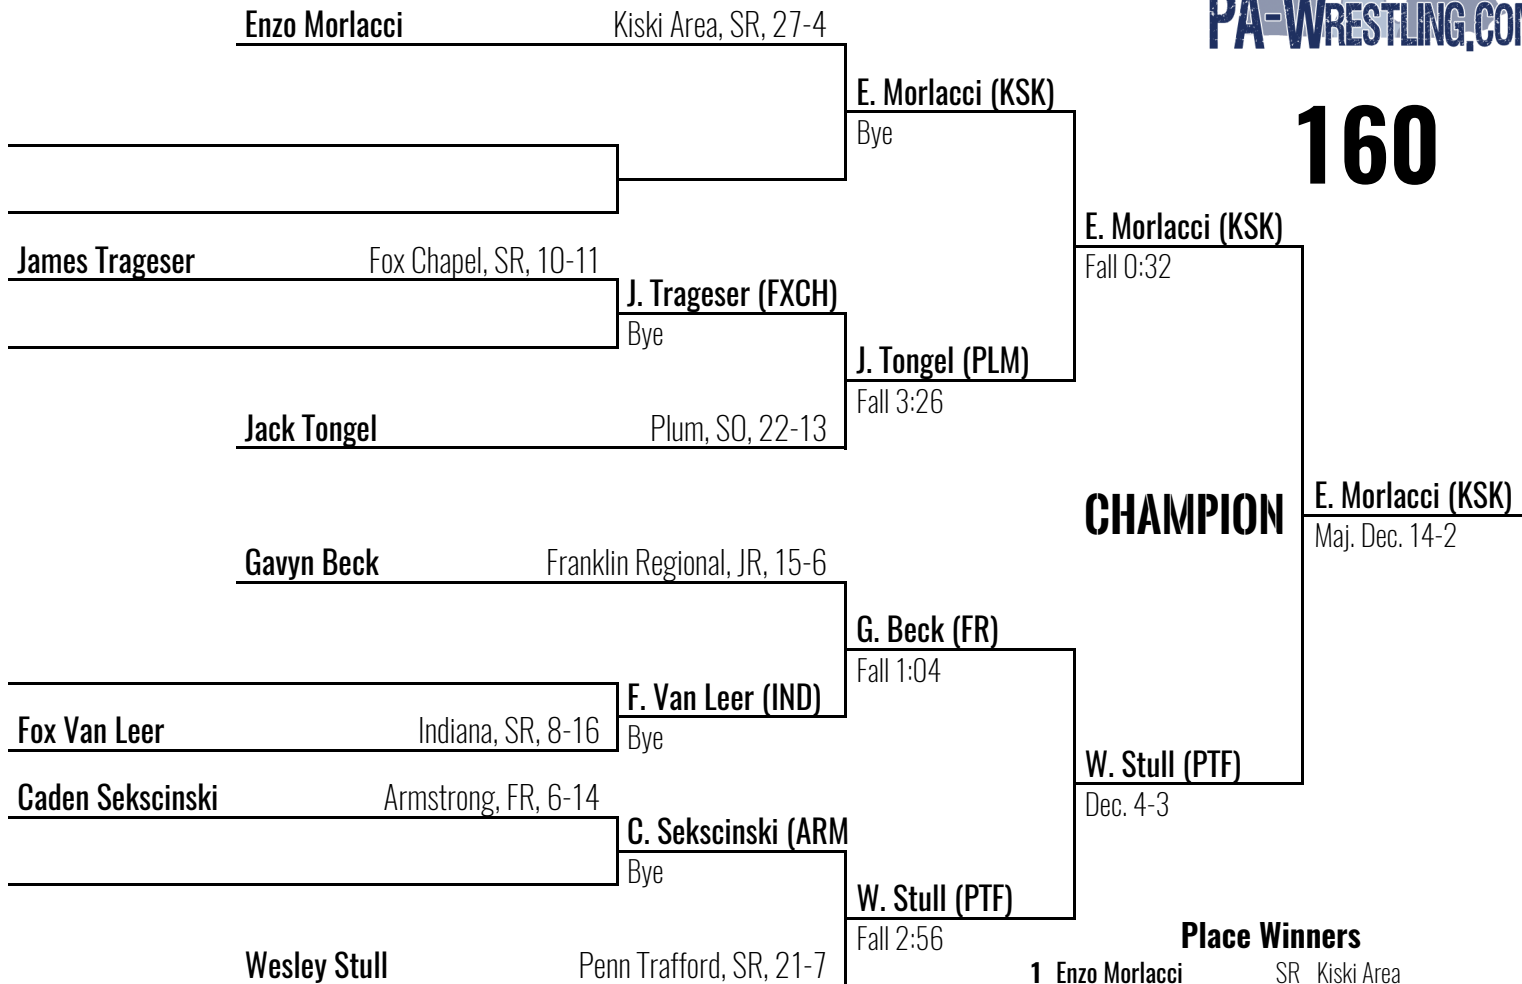 Enzo Morlacci Kiski Area, SR, 27-4
PA-WRESTLING.COM
E. Morlacci (KSK)
Bye
160
E. Morlacci (KSK)
Fall 0:32
James Trageser Fox Chapel, SR, 10-11
J. Trageser (FXCH)
Bye
J. Tongel (PLM)
Fall 3:26
Jack Tongel Plum, SO, 22-13
CHAMPION
E. Morlacci (KSK)
Maj. Dec. 14-2
Gavyn Beck Franklin Regional, JR, 15-6
G. Beck (FR)
Fall 1:04
F. Van Leer (IND)
Fox Van Leer Indiana, SR, 8-16
Bye
W. Stull (PTF)
Dec. 4-3
Caden Sekscinski Armstrong, FR, 6-14
C. Sekscinski (ARM
Bye
W. Stull (PTF)
Fall 2:56
Wesley Stull Penn Trafford, SR, 21-7
Place Winners
1 Enzo Morlacci SR Kiski Area